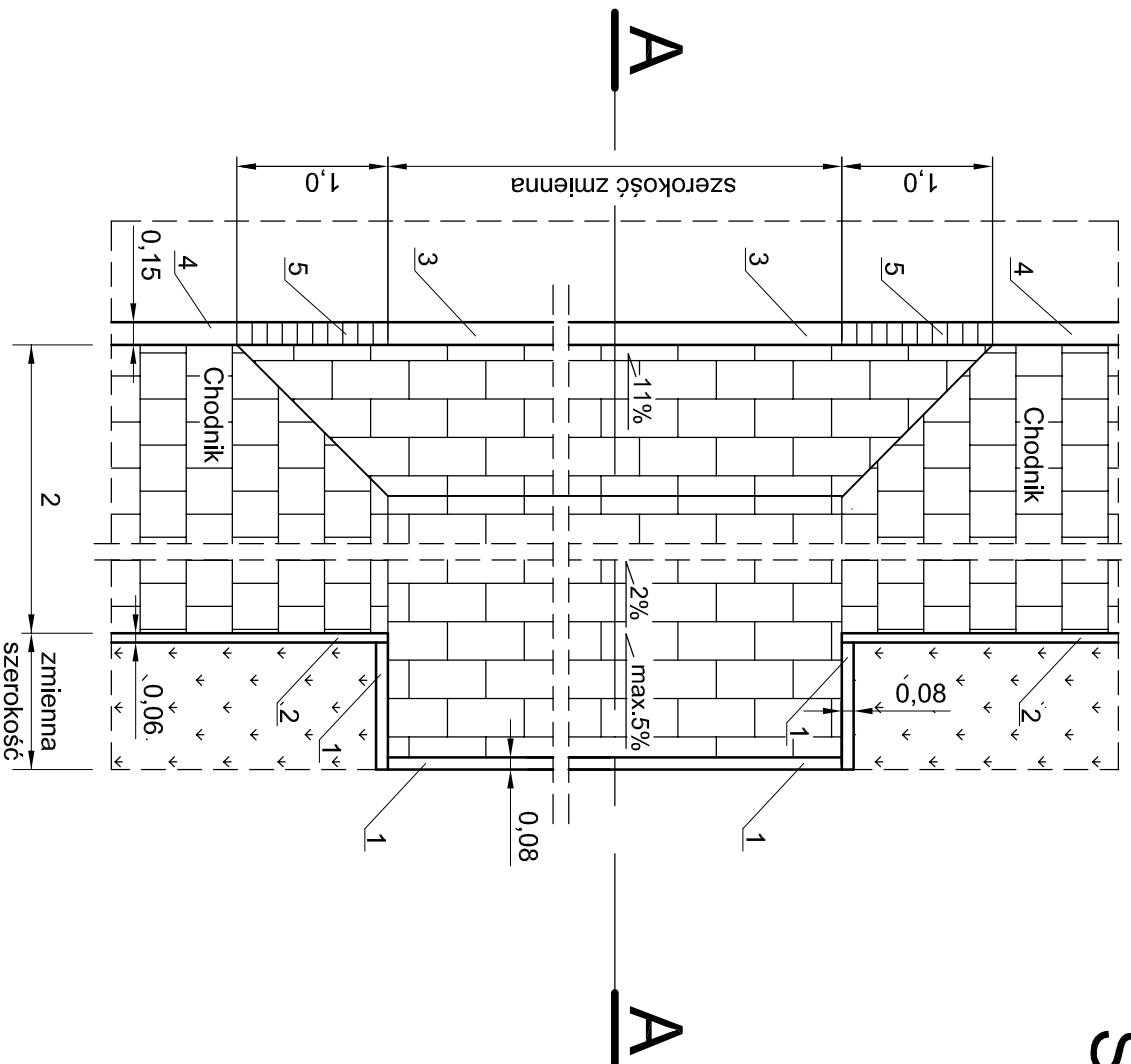 A
A
1,0
szerokość zmienna
1,0
4
5
3
3
5
4
0,15
Chodnik
Chodnik
11%
2%
max.5%
2
zmienna
szerokość
0,06
2
1
1
2
0,08
0,08
1
1